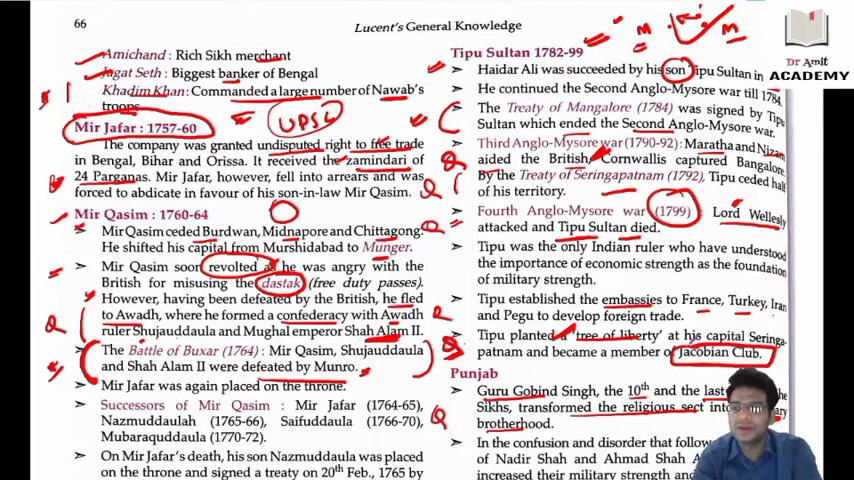 66
Lucent's General Knowledge
Amichand : Rich Sikh merchant
Jagat Seth : Biggest banker of Bengal
Khadim Khan : Commanded a large number of Nawab's
troops
Mir Jafar : 1757-60
The company was granted undisputed right to free trade
in Bengal, Bihar and Orissa. It received the zamindari of
24 Parganas. Mir Jafar, however, fell into arrears and was
forced to abdicate in favour of his son-in-law Mir Qasim.
Mir Qasim : 1760-64
Mir Qasim ceded Burdwan, Midnapore and Chittagong.
He shifted his capital from Murshidabad to Munger.
Mir Qasim soon revolted as he was angry with the
British for misusing the dastak (free duty passes).
However, having been defeated by the British, he fled
to Awadh, where he formed a confederacy with Awadh
ruler Shujauddaula and Mughal emperor Shah Alam II.
The Battle of Buxar (1764) : Mir Qasim, Shujauddaula
and Shah Alam II were defeated by Munro.
Mir Jafar was again placed on the throne.
Successors of Mir Qasim : Mir Jafar (1764-65),
Nazmuddaulah (1765-66), Saifuddaula (1766-70),
Mubaraquddaula (1770-72).
On Mir Jafar's death, his son Nazmuddaula was placed
on the throne and signed a treaty on 20th Feb., 1765 by
UPSC
Tipu Sultan 1782-99
Haidar Ali was succeeded by his son Tipu Sultan in
He continued the Second Anglo-Mysore war till 1784.
The Treaty of Mangalore (1784) was signed by Tipu
Sultan which ended the Second Anglo-Mysore war.
Third Anglo-Mysore war (1790-92) : Maratha and Nizam
aided the British, Cornwallis captured Bangalore.
By the Treaty of Seringapatnam (1792), Tipu ceded half
of his territory.
Fourth Anglo-Mysore war (1799) : Lord Wellesly
attacked and Tipu Sultan died.
Tipu was the only Indian ruler who have understood
the importance of economic strength as the foundation
of military strength.
Tipu established the embassies to France, Turkey, Iran
and Pegu to develop foreign trade.
Tipu planted a 'tree of liberty' at his capital Seringa-
patnam and became a member of Jacobian Club.
Punjab
Guru Gobind Singh, the 10th and the last
Sikhs, transformed the religious sect into
brotherhood.
In the confusion and disorder that follow
of Nadir Shah and Ahmad Shah A
increased their military strength and
m
m
Dr Amit
ACADEMY